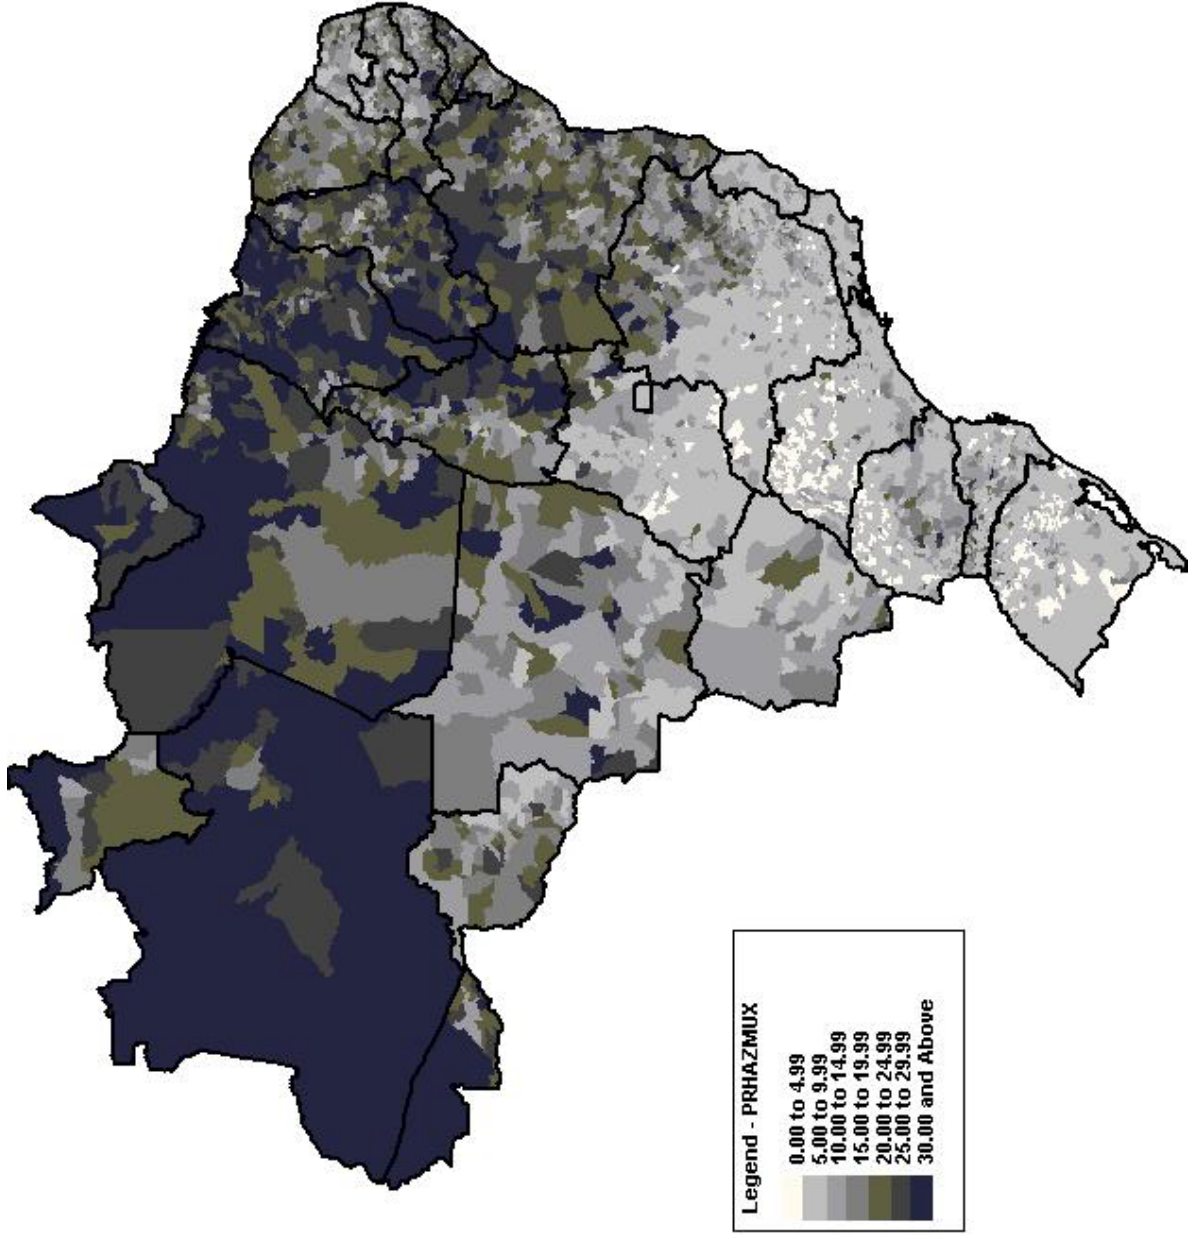 Legend - PRHAZMUX
0.00 to 4.99
5.00 to 9.99
10.00 to 14.99
15.00 to 19.99
20.00 to 24.99
25.00 to 29.99
30.00 and Above